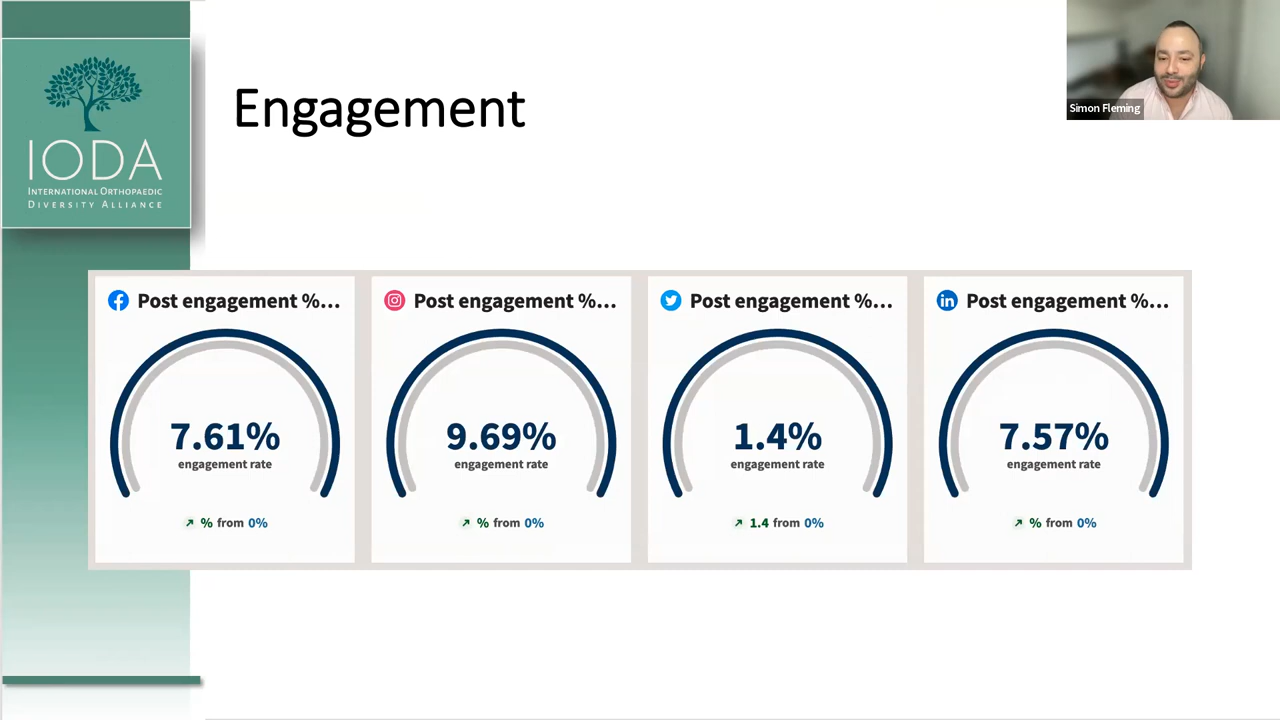 IODA
INTERNATIONAL ORTHOPAEDIC
DIVERSITY ALLIANCE
Engagement
Simon Fleming
Post engagement %...
7.61%
engagement rate
% from 0%
Post engagement %...
9.69%
engagement rate
% from 0%
Post engagement %...
1.4%
engagement rate
1.4 from 0%
Post engagement %...
7.57%
engagement rate
% from 0%